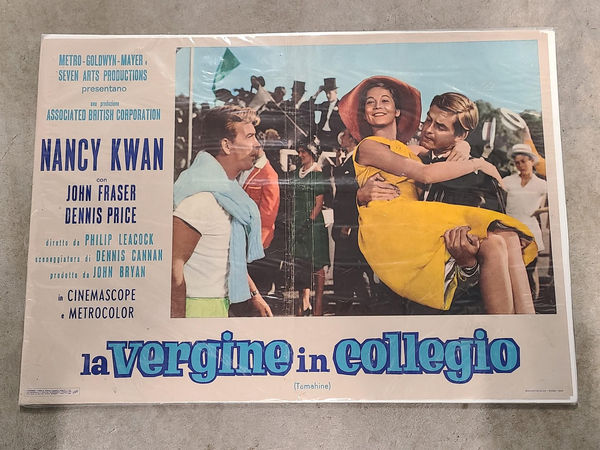 METRO-GOLDWYN-MAYER e
SEVEN ARTS PRODUCTIONS
presentano
una produzione
ASSOCIATED BRITISH CORPORATION
NANCY KWAN
con
JOHN FRASER
DENNIS PRICE
diretto da PHILIP LEACOCK
sceneggiatura di DENNIS CANNAN
prodotto da JOHN BRYAN
in CINEMASCOPE
e METROCOLOR
la vergine in collegio
(Tamahine)